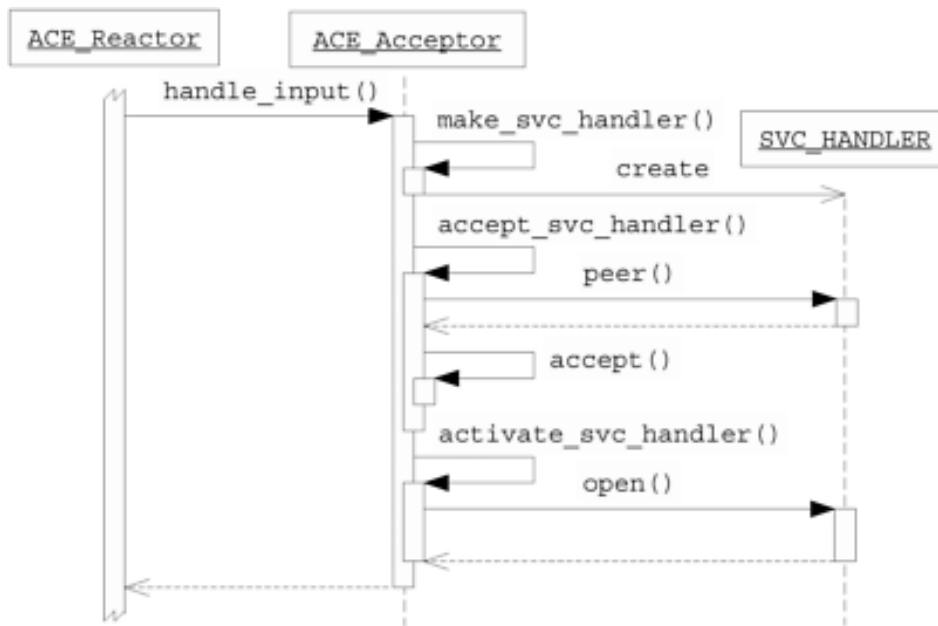 ACE_Reactor
ACE_Acceptor
handle_input()
make_svc_handler()
SVC_HANDLER
create
accept_svc_handler()
peer()
accept()
activate_svc_handler()
open()